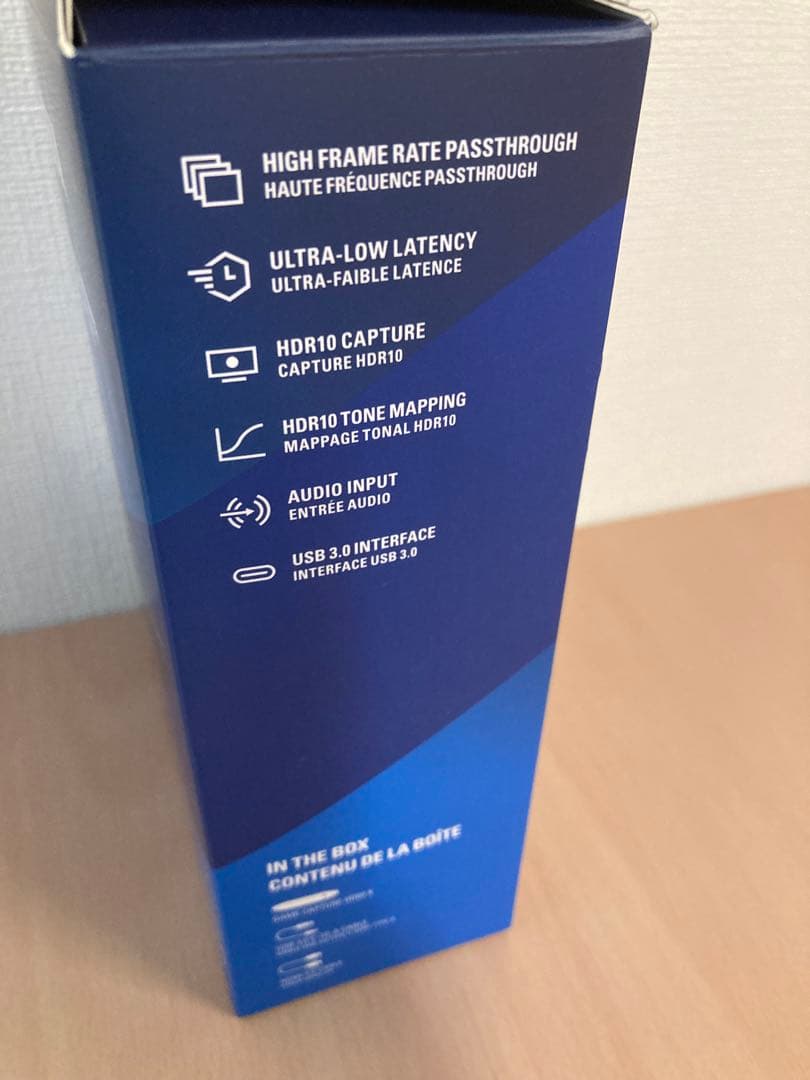 HIGH FRAME RATE PASSTHROUGH
HAUTE FRÉQUENCE PASSTHROUGH
ULTRA-LOW LATENCY
ULTRA-FAIBLE LATENCE
HDR10 CAPTURE
CAPTURE HDR10
HDR10 TONE MAPPING
MAPPAGE TONAL HDR10
AUDIO INPUT
ENTRÉE AUDIO
USB 3.0 INTERFACE
INTERFACE USB 3.0
IN THE BOX
CONTENU DE LA BOÎTE